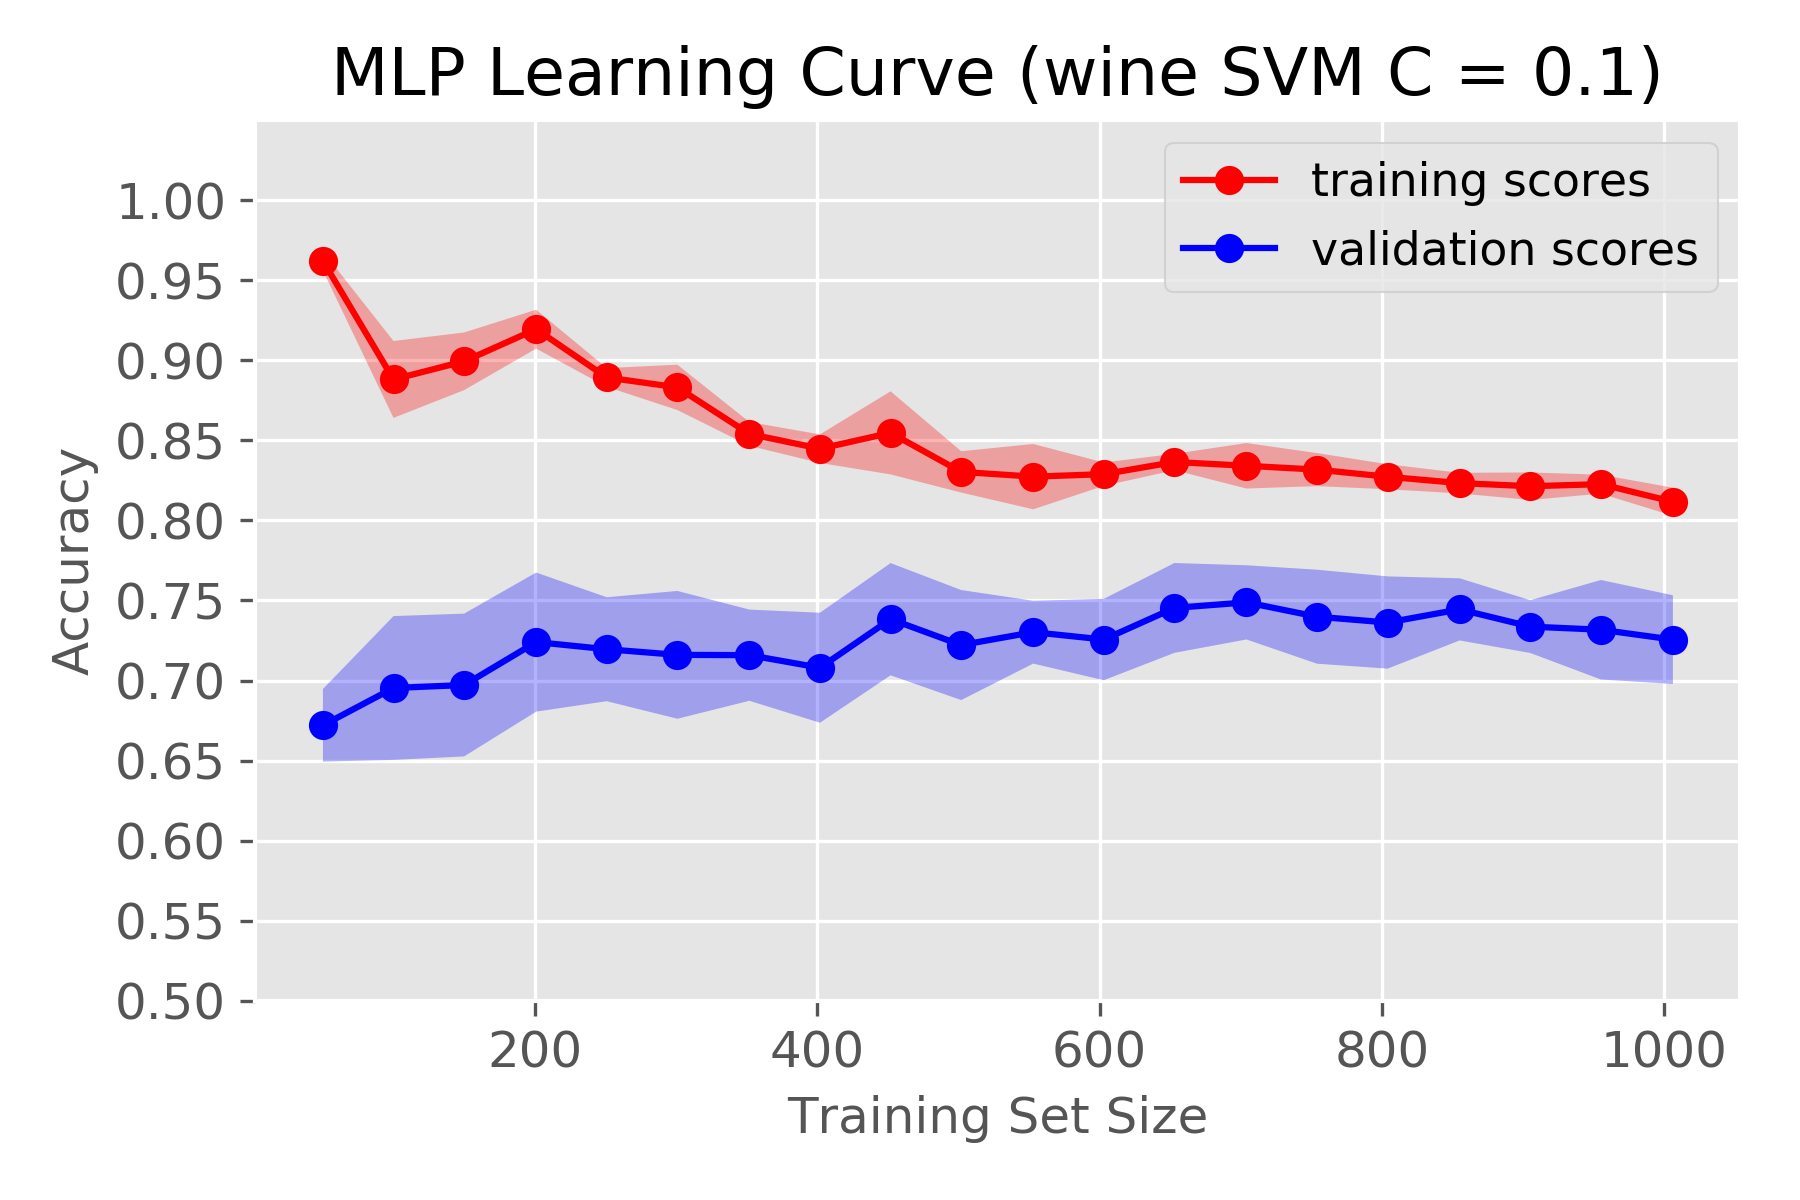 MLP Learning Curve (wine SVM C = 0.1)
training scores
validation scores
1.00
0.95
0.90
0.85
0.80
0.75
0.70
0.65
0.60
0.55
0.50
Accuracy
200 400 600 800 1000
Training Set Size